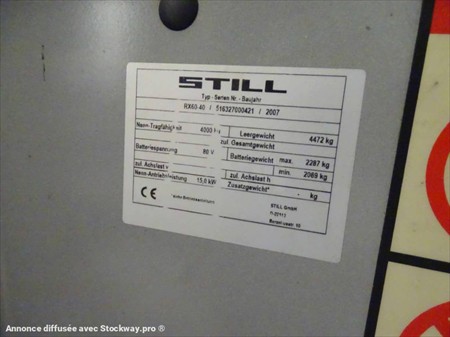 STILL
Typ - Serien Nr. - Baujahr
RX60-40 / 516327000421 / 2007
Nenn-Tragfähigkeit 4000 kg
Leergewicht 4472 kg
zul. Gesamtgewicht
Batteriespannung 80 V
Batteriegewicht max. 2287 kg
min. 2069 kg
zul. Achslast v
zul. Achslast h
Nenn-Antriebsleistung 15,0 kW
Zusatzgewicht* - kg
CE
STILL GmbH
Annonce diffusée avec Stockway.pro ®